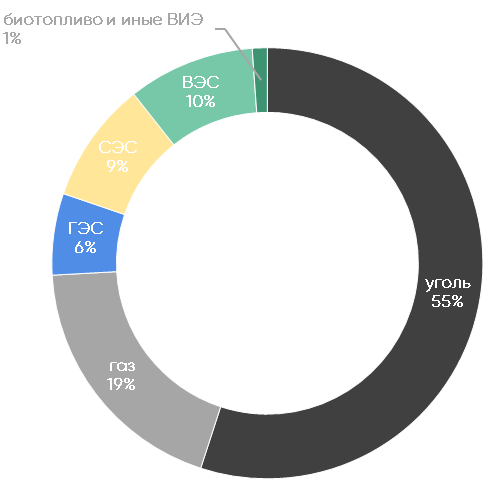 биотопливо и иные ВИЭ
1%
ВЭС
10%
СЭС
9%
ГЭС
6%
уголь
55%
газ
19%